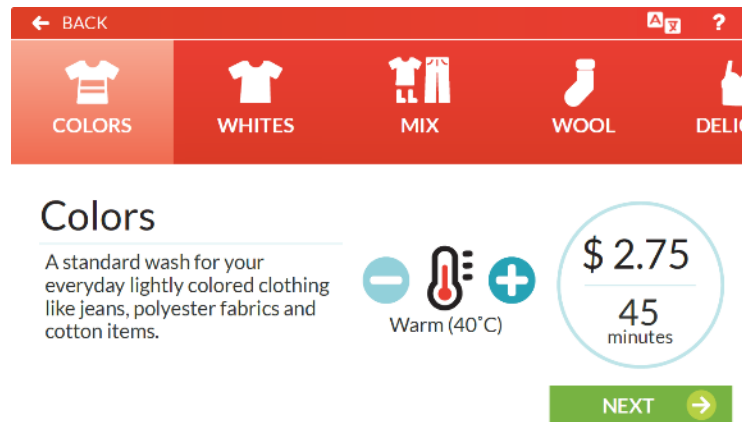 BACK
?
COLORS
WHITES
MIX
WOOL
Colors
A standard wash for your
everyday lightly colored clothing
like jeans, polyester fabrics and
cotton items.
Warm (40˚C)
$ 2.75
45
minutes
NEXT